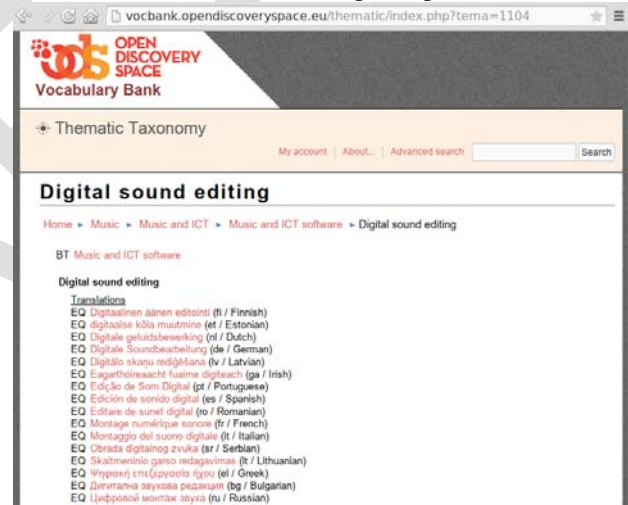 vocbank.opendiscoveryspace.eu/thematic/index.php?tema=1104
ods OPEN
DISCOVERY
SPACE
Vocabulary Bank
Thematic Taxonomy
My account | About... | Advanced search Search
Digital sound editing
Home ► Music ► Music and ICT ► Music and ICT software ► Digital sound editing
BT Music and ICT software
Digital sound editing
Translations
EQ Digitaalinen äänen editointi (fi / Finnish)
EQ digitaalse kõla muutmine (et / Estonian)
EQ Digitale geluidsbewerking (nl / Dutch)
EQ Digitale Soundbearbeitung (de / German)
EQ Digitālo skaņu rediģēšana (lv / Latvian)
EQ Eagarthóireacht fuaime digiteach (ga / Irish)
EQ Edição de Som Digital (pt / Portuguese)
EQ Edición de sonido digital (es / Spanish)
EQ Editare de sunet digital (ro / Romanian)
EQ Montage numérique sonore (fr / French)
EQ Montaggio del suono digitale (it / Italian)
EQ Obrada digitalnog zvuka (sr / Serbian)
EQ Skaitmeninio garso redagavimas (lt / Lithuanian)
EQ Ψηφιακή επεξεργασία ήχου (el / Greek)
EQ Дигитална звукова редакция (bg / Bulgarian)
EQ Цифровой монтаж звука (ru / Russian)